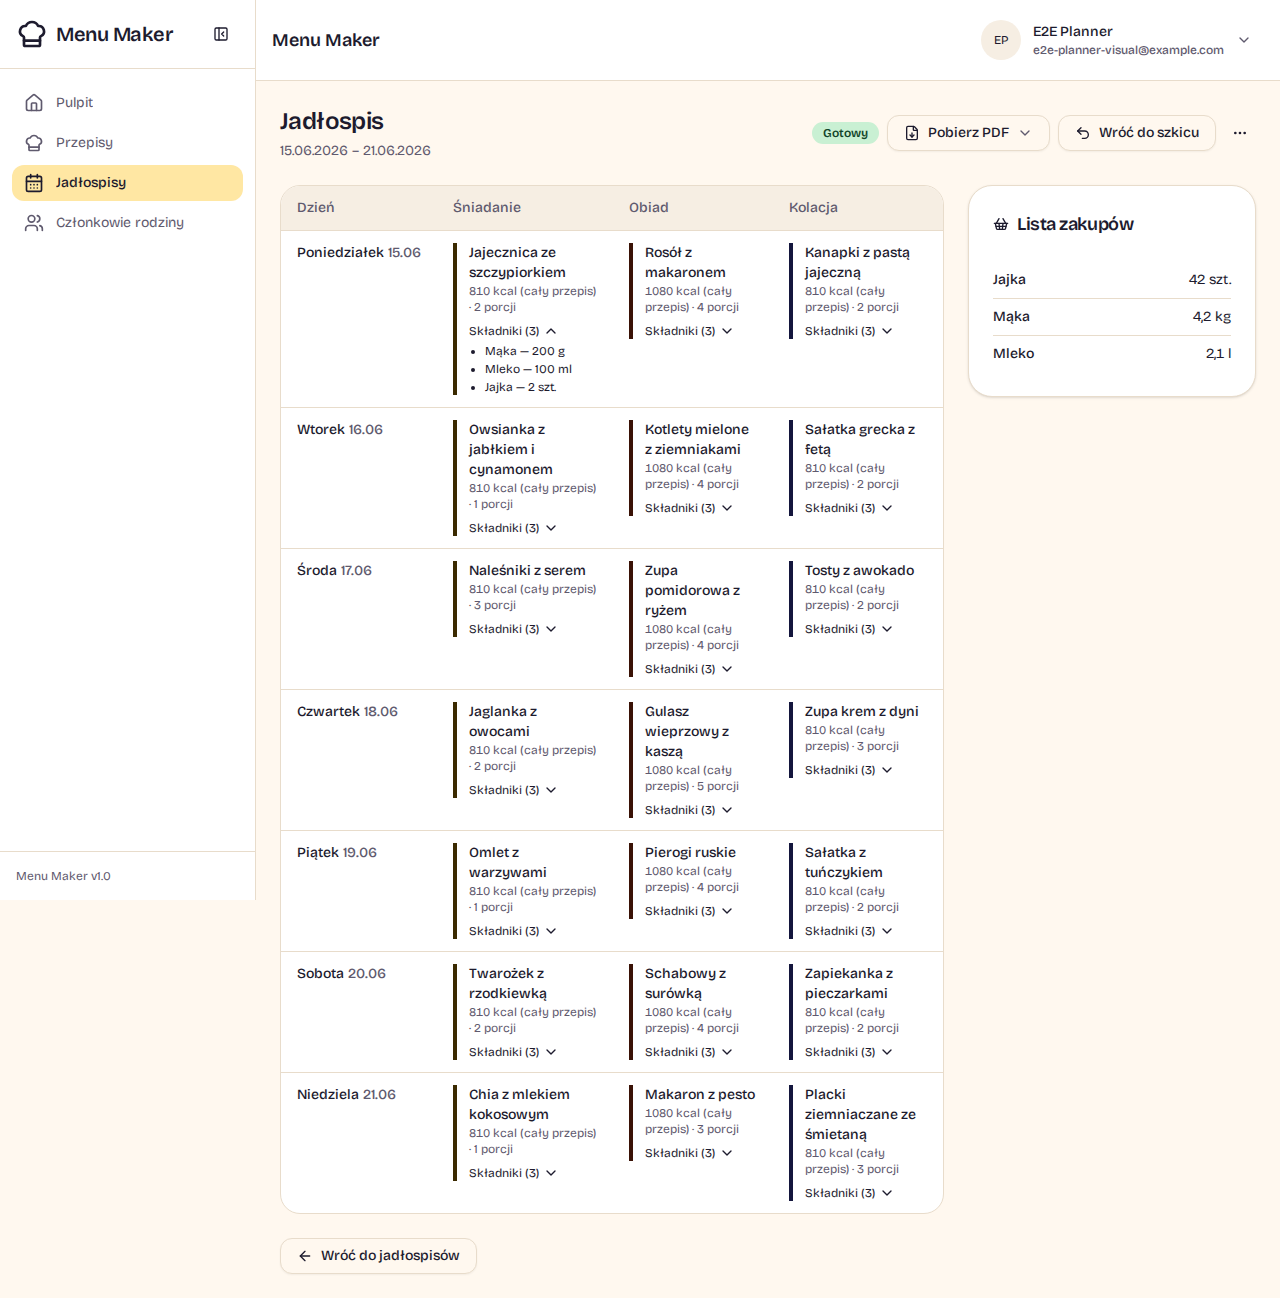 Menu Maker
Pulpit
Przepisy
Jadłospisy
Członkowie rodziny
Menu Maker v1.0
Menu Maker
EP
E2E Planner
e2e-planner-visual@example.com
Jadłospis
15.06.2026 – 21.06.2026
Gotowy
Pobierz PDF
Wróć do szkicu
Dzień
Śniadanie
Obiad
Kolacja
Poniedziałek 15.06
Jajecznica ze
szczypiorkiem
810 kcal (cały przepis)
· 2 porcji
Składniki (3)
Mąka — 200 g
Mleko — 100 ml
Jajka — 2 szt.
Rosół z
makaronem
1080 kcal (cały
przepis) · 4 porcji
Składniki (3)
Kanapki z pastą
jajeczną
810 kcal (cały
przepis) · 2 porcji
Składniki (3)
Wtorek 16.06
Owsianka z
jabłkiem i
cynamonem
810 kcal (cały przepis)
· 1 porcji
Składniki (3)
Kotlety mielone
z ziemniakami
1080 kcal (cały
przepis) · 4 porcji
Składniki (3)
Sałatka grecka z
fetą
810 kcal (cały
przepis) · 2 porcji
Składniki (3)
Środa 17.06
Naleśniki z serem
810 kcal (cały przepis)
· 3 porcji
Składniki (3)
Zupa
pomidorowa z
ryżem
1080 kcal (cały
przepis) · 4 porcji
Składniki (3)
Tosty z awokado
810 kcal (cały
przepis) · 2 porcji
Składniki (3)
Czwartek 18.06
Jaglanka z
owocami
810 kcal (cały przepis)
· 2 porcji
Składniki (3)
Gulasz
wieprzowy z
kaszą
1080 kcal (cały
przepis) · 5 porcji
Składniki (3)
Zupa krem z dyni
810 kcal (cały
przepis) · 3 porcji
Składniki (3)
Piątek 19.06
Omlet z
warzywami
810 kcal (cały przepis)
· 1 porcji
Składniki (3)
Pierogi ruskie
1080 kcal (cały
przepis) · 4 porcji
Składniki (3)
Sałatka z
tuńczykiem
810 kcal (cały
przepis) · 2 porcji
Składniki (3)
Sobota 20.06
Twarożek z
rzodkiewką
810 kcal (cały przepis)
· 2 porcji
Składniki (3)
Schabowy z
surówką
1080 kcal (cały
przepis) · 4 porcji
Składniki (3)
Zapiekanka z
pieczarkami
810 kcal (cały
przepis) · 2 porcji
Składniki (3)
Niedziela 21.06
Chia z mlekiem
kokosowym
810 kcal (cały przepis)
· 1 porcji
Składniki (3)
Makaron z pesto
1080 kcal (cały
przepis) · 3 porcji
Składniki (3)
Placki
ziemniaczane ze
śmietaną
810 kcal (cały
przepis) · 3 porcji
Składniki (3)
Lista zakupów
Jajka 42 szt.
Mąka 4,2 kg
Mleko 2,1 l
Wróć do jadłospisów